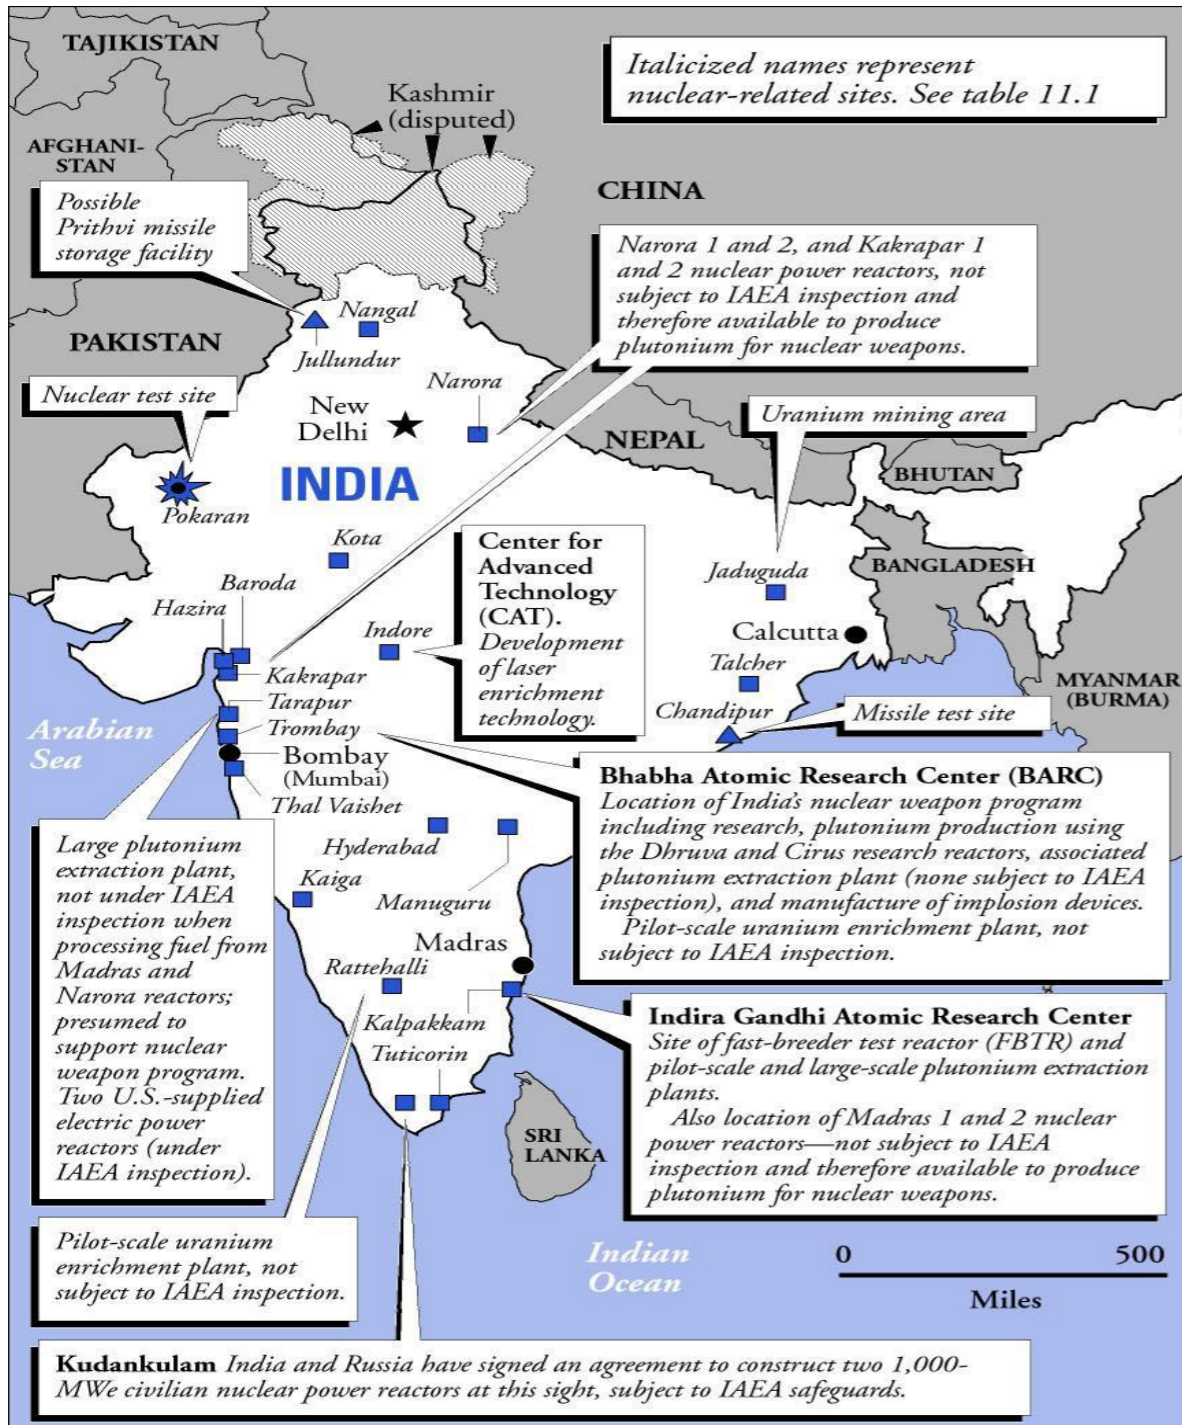 TAJIKISTAN
Italicized names represent
nuclear-related sites. See table 11.1
Kashmir
(disputed)
AFGHANI-
STAN
CHINA
Possible
Prithvi missile
storage facility
Narora 1 and 2, and Kakrapar 1
and 2 nuclear power reactors, not
subject to IAEA inspection and
therefore available to produce
plutonium for nuclear weapons.
PAKISTAN
Nangal
Jullundur
Nuclear test site
Narora
New
Delhi
Uranium mining area
NEPAL
BHUTAN
INDIA
Pokaran
Kota
Center for
Advanced
Technology
(CAT).
Development
of laser
enrichment
technology.
Jaduguda
BANGLADESH
Baroda
Hazira
Indore
Calcutta
Kakrapar
Talcher
MYANMAR
(BURMA)
Tarapur
Chandipur
Missile test site
Arabian
Sea
Trombay
Bombay
(Mumbai)
Thal Vaishet
Bhabha Atomic Research Center (BARC)
Location of India's nuclear weapon program
including research, plutonium production using
the Dhruva and Cirus research reactors, associated
plutonium extraction plant (none subject to IAEA
inspection), and manufacture of implosion devices.
Pilot-scale uranium enrichment plant, not
subject to IAEA inspection.
Large plutonium
extraction plant,
not under IAEA
inspection when
processing fuel from
Madras and
Narora reactors;
presumed to
support nuclear
weapon program.
Two U.S.-supplied
electric power
reactors (under
IAEA inspection).
Hyderabad
Kaiga
Manuguru
Madras
Rattehalli
Kalpakkam
Tuticorin
Indira Gandhi Atomic Research Center
Site of fast-breeder test reactor (FBTR) and
pilot-scale and large-scale plutonium extraction
plants.
Also location of Madras 1 and 2 nuclear
power reactors—not subject to IAEA
inspection and therefore available to produce
plutonium for nuclear weapons.
SRI
LANKA
Pilot-scale uranium
enrichment plant, not
subject to IAEA inspection.
Indian
Ocean
0 500
Miles
Kudankulam India and Russia have signed an agreement to construct two 1,000-
MWe civilian nuclear power reactors at this sight, subject to IAEA safeguards.